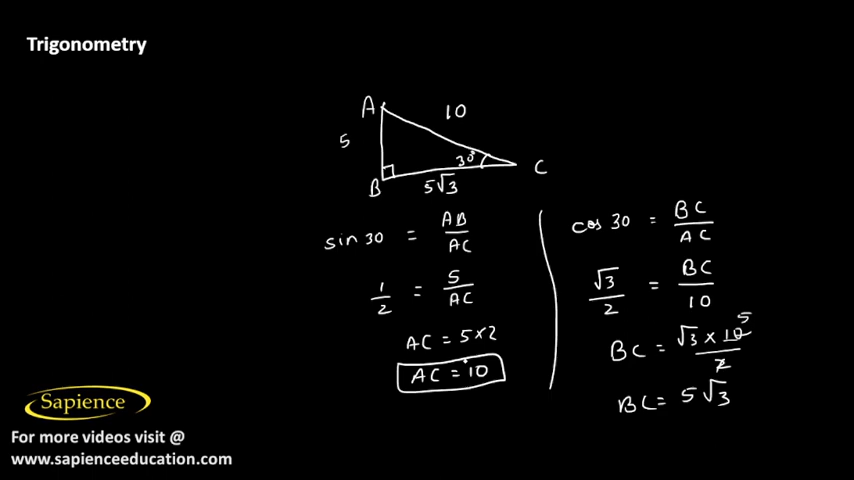 Trigonometry
A
10
5
30°
C
B
5√3
sin 30 = AB/AC
1/2 = 5/AC
AC = 5×2
AC = 10
cos 30 = BC/AC
√3/2 = BC/10
BC = √3 × 10/2 5
BC = 5√3
Sapience
For more videos visit @
www.sapienceeducation.com